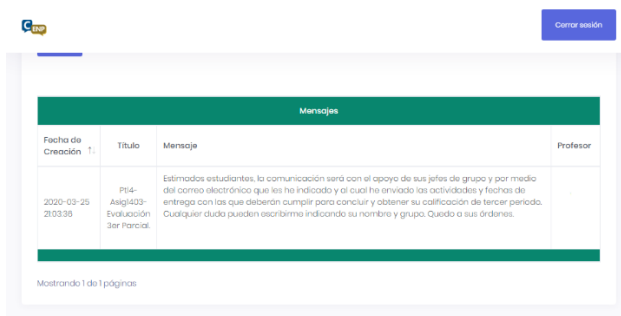 C ENP
Cerrar sesión
Mensajes
Fecha de Creación
Título
Mensaje
Profesor
2020-03-25
21:03:36
Ptl4-
Asig1403-
Evaluación
3er Parcial.
Estimados estudiantes, la comunicación será con el apoyo de sus jefes de grupo y por medio
del correo electrónico que les he indicado y al cual he enviado las actividades y fechas de
entrega con las que deberán cumplir para concluir y obtener su calificación de tercer periodo.
Cualquier duda pueden escribirme indicando su nombre y grupo. Quedo a sus órdenes.
Mostrando 1 de 1 páginas